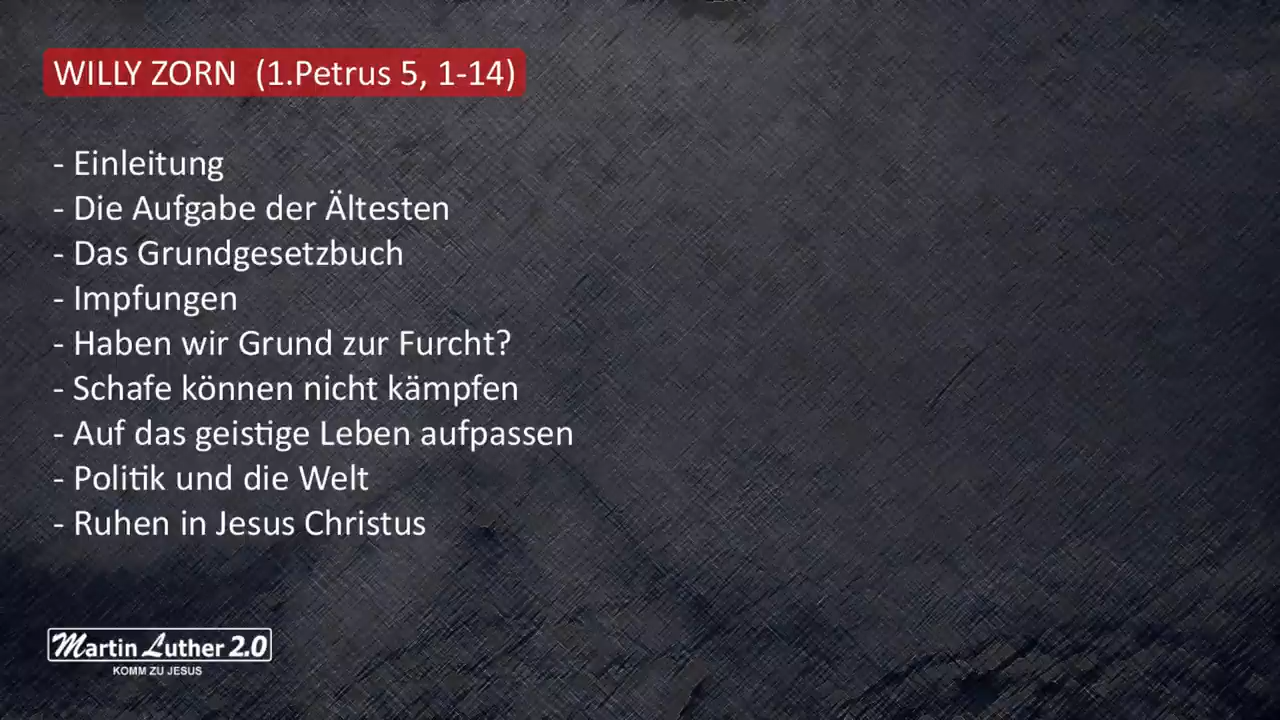 WILLY ZORN (1.Petrus 5, 1-14)
- Einleitung
- Die Aufgabe der Ältesten
- Das Grundgesetzbuch
- Impfungen
- Haben wir Grund zur Furcht?
- Schafe können nicht kämpfen
- Auf das geistige Leben aufpassen
- Politik und die Welt
- Ruhen in Jesus Christus
Martin Luther 2.0
KOMM ZU JESUS